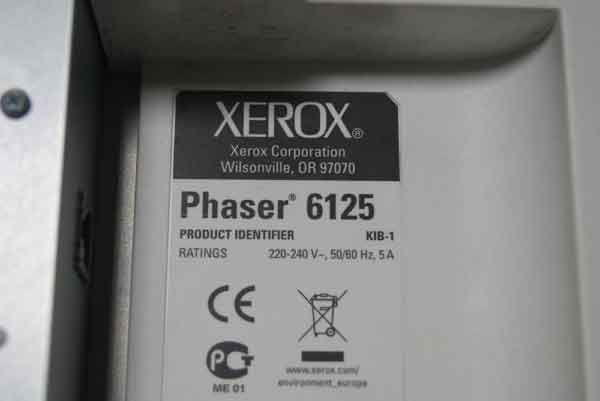 XEROX®
Xerox Corporation
Wilsonville, OR 97070
Phaser® 6125
PRODUCT IDENTIFIER KIB-1
RATINGS 220-240 V~, 50/60 Hz, 5 A
CE
РСТ
ME 01
www.xerox.com/
environment_europe